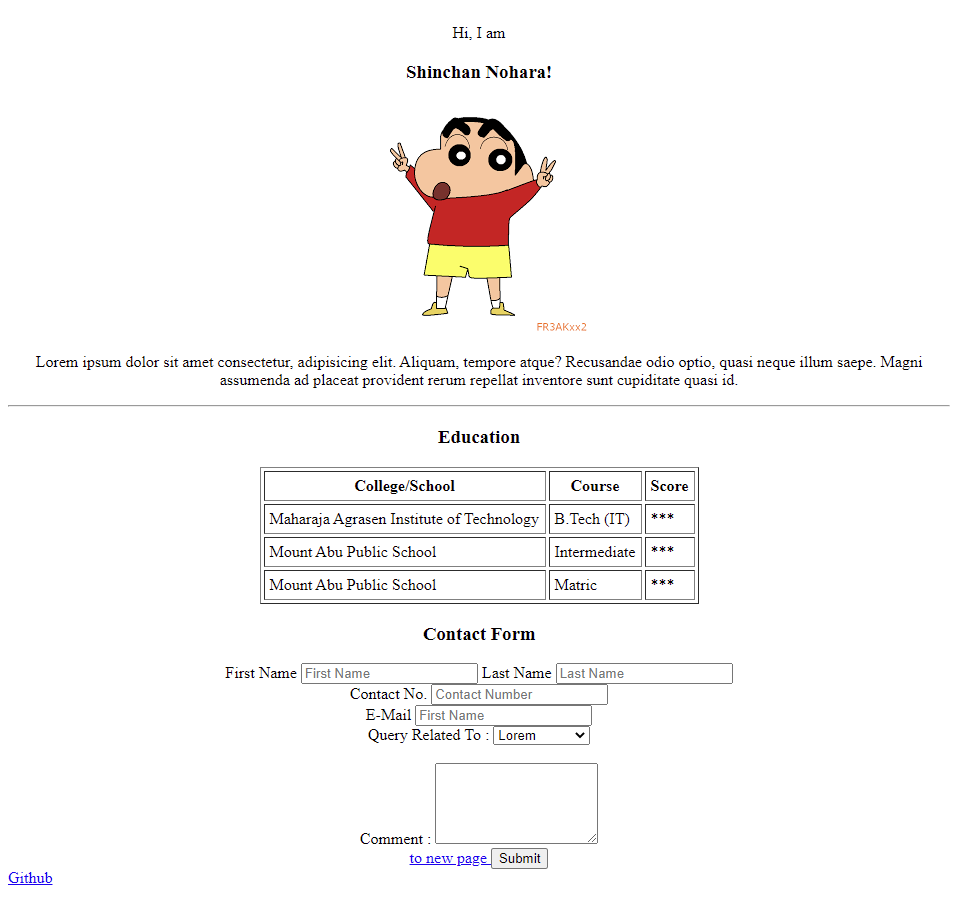 Hi, I am
Shinchan Nohara!
FR3AKxx2
Lorem ipsum dolor sit amet consectetur, adipisicing elit. Aliquam, tempore atque? Recusandae odio optio, quasi neque illum saepe. Magni
assumenda ad placeat provident rerum repellat inventore sunt cupiditate quasi id.
Education
College/School Course Score
Maharaja Agrasen Institute of Technology B.Tech (IT) ***
Mount Abu Public School Intermediate ***
Mount Abu Public School Matric ***
Contact Form
First Name First Name Last Name Last Name
Contact No. Contact Number
E-Mail First Name
Query Related To : Lorem
Comment :
to new page Submit
Github